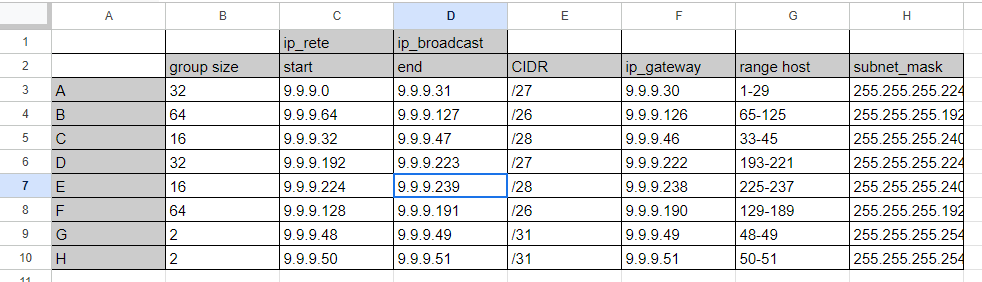 A B C D E F G H
1 ip_rete ip_broadcast
2 group size start end CIDR ip_gateway range host subnet_mask
3 A 32 9.9.9.0 9.9.9.31 /27 9.9.9.30 1-29 255.255.255.224
4 B 64 9.9.9.64 9.9.9.127 /26 9.9.9.126 65-125 255.255.255.192
5 C 16 9.9.9.32 9.9.9.47 /28 9.9.9.46 33-45 255.255.255.240
6 D 32 9.9.9.192 9.9.9.223 /27 9.9.9.222 193-221 255.255.255.224
7 E 16 9.9.9.224 9.9.9.239 /28 9.9.9.238 225-237 255.255.255.240
8 F 64 9.9.9.128 9.9.9.191 /26 9.9.9.190 129-189 255.255.255.192
9 G 2 9.9.9.48 9.9.9.49 /31 9.9.9.49 48-49 255.255.255.254
10 H 2 9.9.9.50 9.9.9.51 /31 9.9.9.51 50-51 255.255.255.254